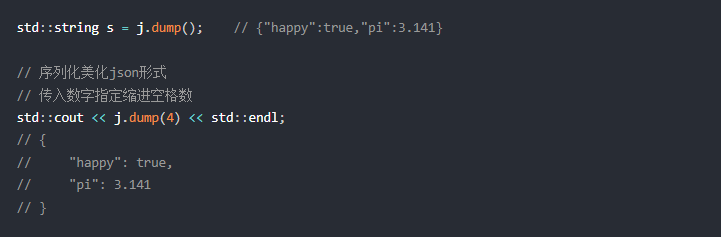 std::string s = j.dump();    // {"happy":true,"pi":3.141}
// 序列化美化json形式
// 传入数字指定缩进空格数
std::cout << j.dump(4) << std::endl;
// {
//     "happy": true,
//     "pi": 3.141
// }